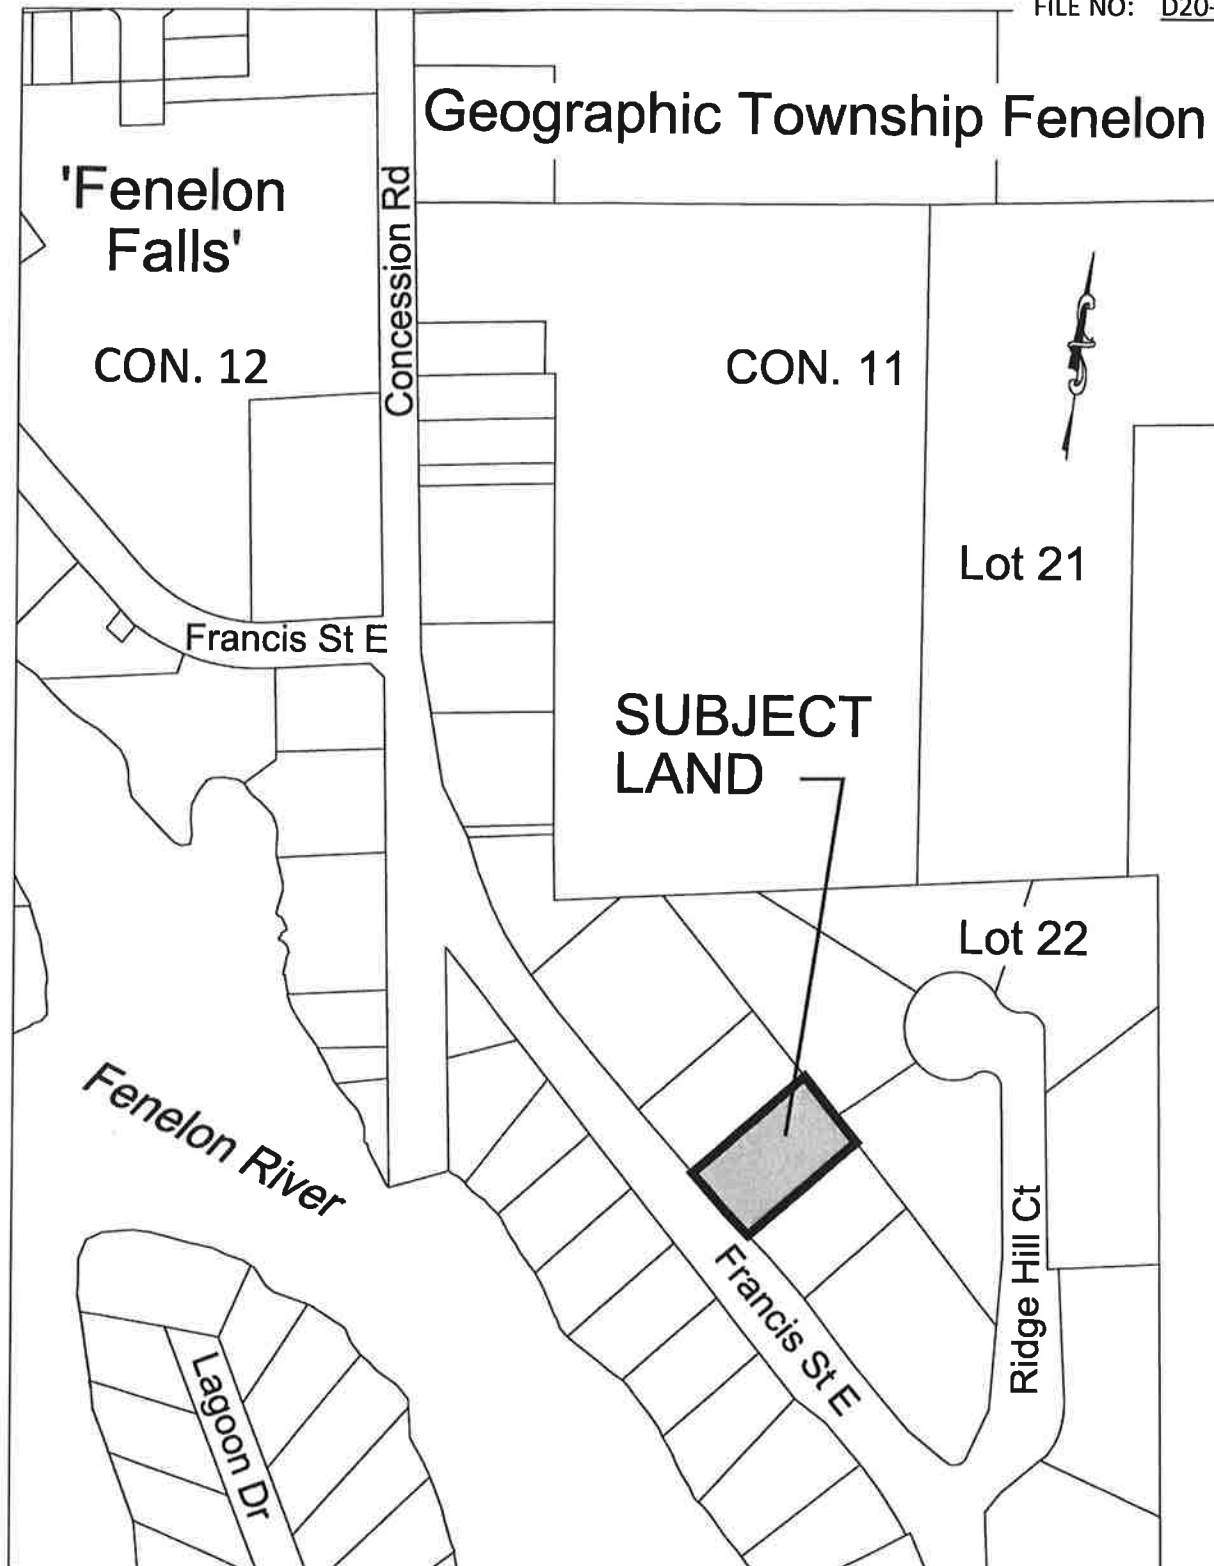 FILE NO: D20-
Geographic Township Fenelon
'Fenelon
Falls'
Concession Rd
CON. 12
CON. 11
Lot 21
Francis St E
SUBJECT
LAND
Lot 22
Fenelon River
Francis St E
Ridge Hill Ct
Lagoon Dr